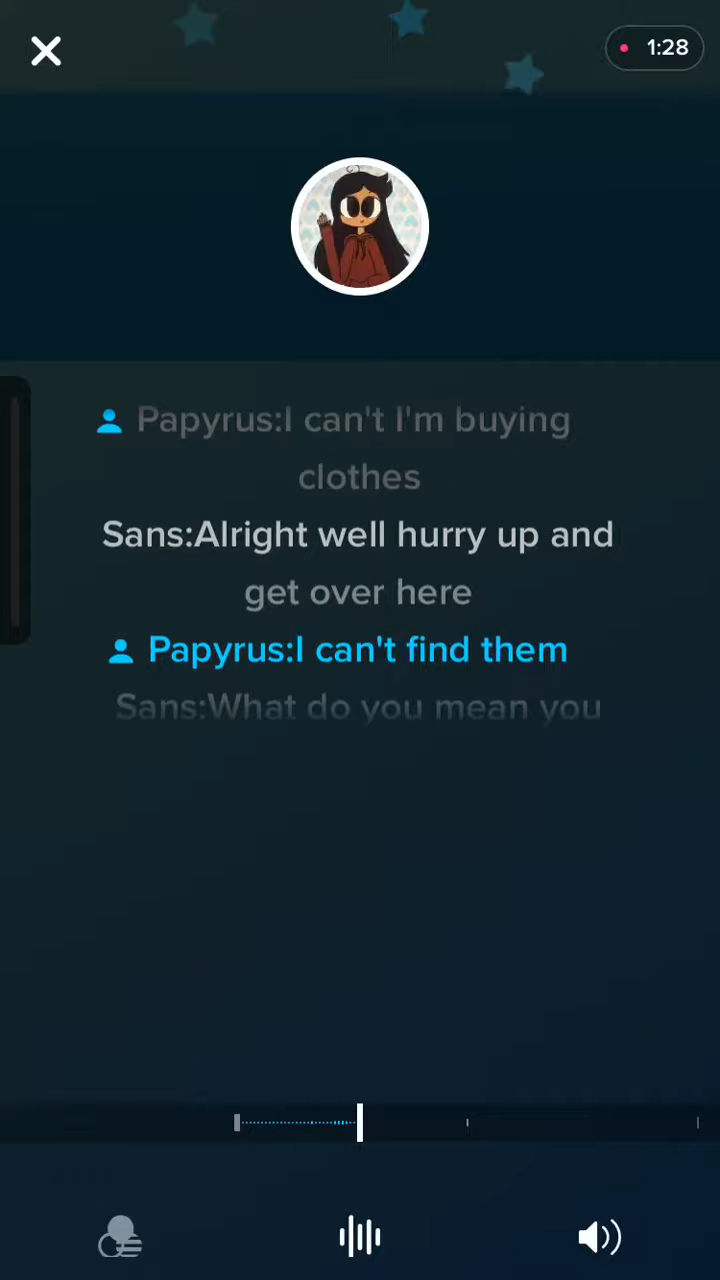 1:28
Papyrus:I can't I'm buying
clothes
Sans:Alright well hurry up and
get over here
Papyrus:I can't find them
Sans:What do you mean you